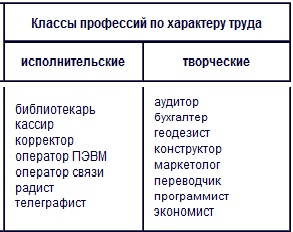 Классы профессий по характеру труда
исполнительские
творческие
библиотекарь
кассир
корректор
оператор ПЭВМ
оператор связи
радист
телеграфист
аудитор
бухгалтер
геодезист
конструктор
маркетолог
переводчик
программист
экономист